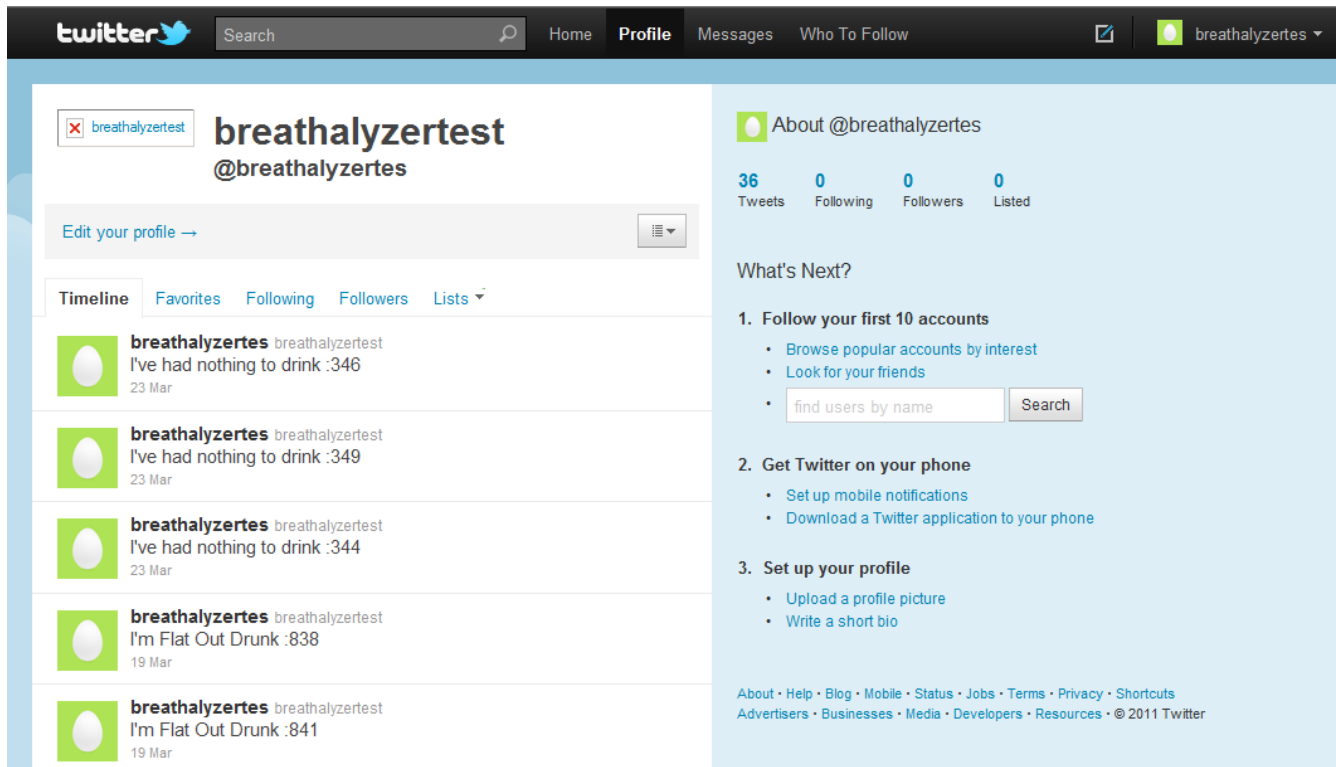 twitter Search Home Profile Messages Who To Follow breathalyzertes
breathalyzertest
breathalyzertest
@breathalyzertes
Edit your profile →
Timeline Favorites Following Followers Lists
breathalyzertes breathalyzertest
I've had nothing to drink :346
23 Mar
breathalyzertes breathalyzertest
I've had nothing to drink :349
23 Mar
breathalyzertes breathalyzertest
I've had nothing to drink :344
23 Mar
breathalyzertes breathalyzertest
I'm Flat Out Drunk :838
19 Mar
breathalyzertes breathalyzertest
I'm Flat Out Drunk :841
19 Mar
About @breathalyzertes
36 0 0 0
Tweets Following Followers Listed
What's Next?
1. Follow your first 10 accounts
• Browse popular accounts by interest
• Look for your friends
• find users by name Search
2. Get Twitter on your phone
• Set up mobile notifications
• Download a Twitter application to your phone
3. Set up your profile
• Upload a profile picture
• Write a short bio
About · Help · Blog · Mobile · Status · Jobs · Terms · Privacy · Shortcuts
Advertisers · Businesses · Media · Developers · Resources · © 2011 Twitter